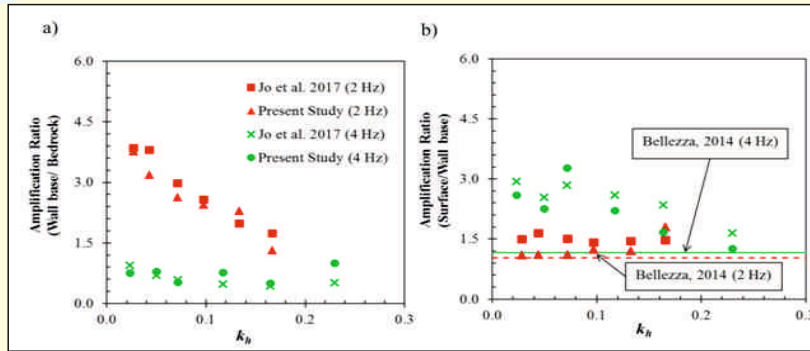 a)
6.0
4.5
3.0
1.5
0.0
Amplification Ratio
(Wall base/ Bedrock)
Jo et al. 2017 (2 Hz)
Present Study (2 Hz)
Jo et al. 2017 (4 Hz)
Present Study (4 Hz)
0 0.1 0.2 0.3
kh
b)
6.0
4.5
3.0
1.5
0.0
Amplification Ratio
(Surface/Wall base)
Bellezza, 2014 (4 Hz)
Bellezza, 2014 (2 Hz)
0.0 0.1 0.2 0.3
kh